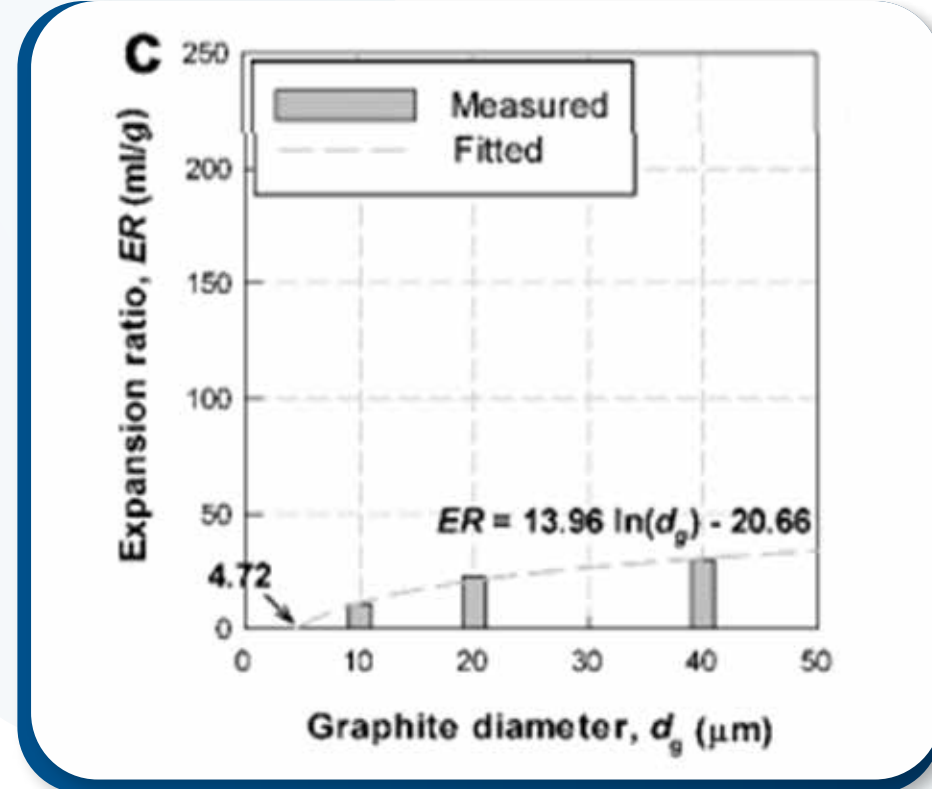 C
250
Measured
Fitted
200
150
100
50
0
Expansion ratio, ER (ml/g)
ER = 13.96 ln(dg) - 20.66
4.72
0 10 20 30 40 50
Graphite diameter, dg (μm)